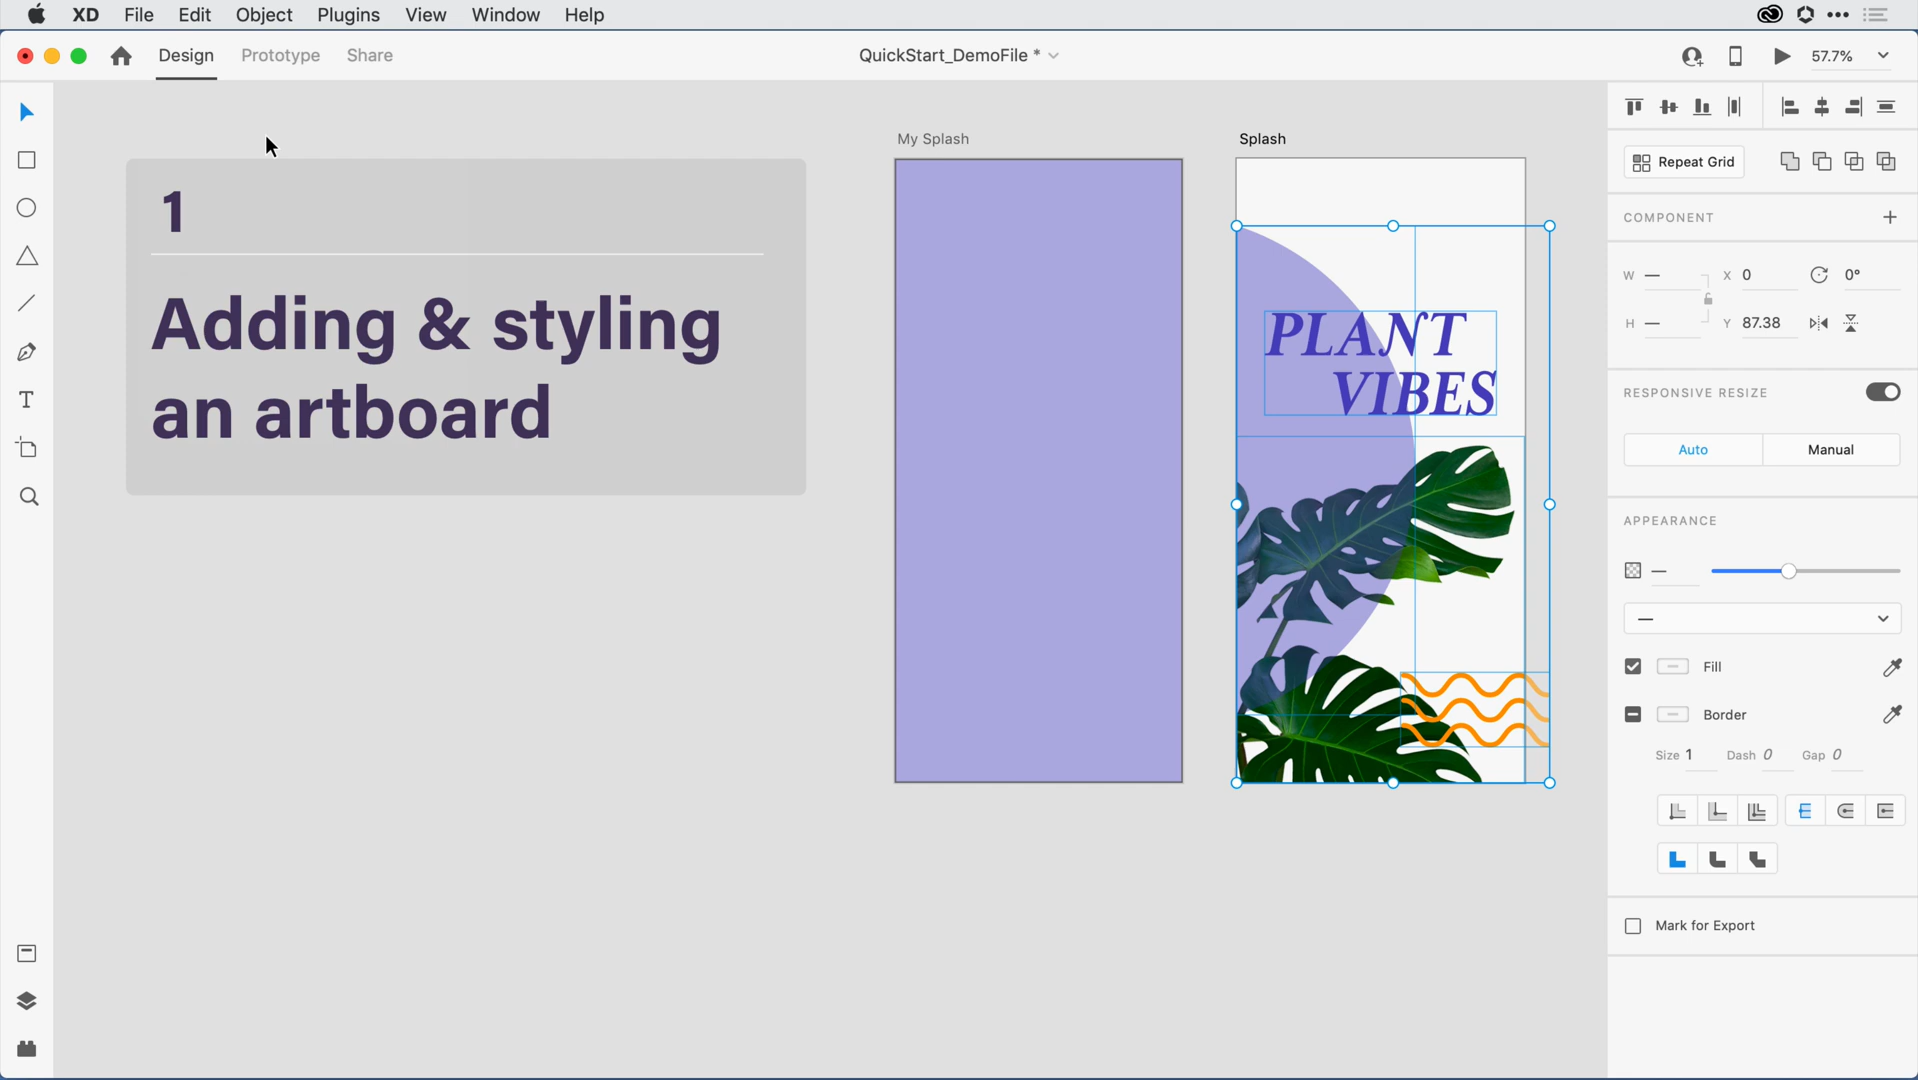 XD File Edit Object Plugins View Window Help
Design Prototype Share QuickStart_DemoFile * 57.7%
My Splash Splash
1
Adding & styling
an artboard
PLANT
VIBES
Repeat Grid
COMPONENT +
W — X 0 0°
H — Y 87.38
RESPONSIVE RESIZE
Auto Manual
APPEARANCE
—
—
Fill
Border
Size 1 Dash 0 Gap 0
Mark for Export